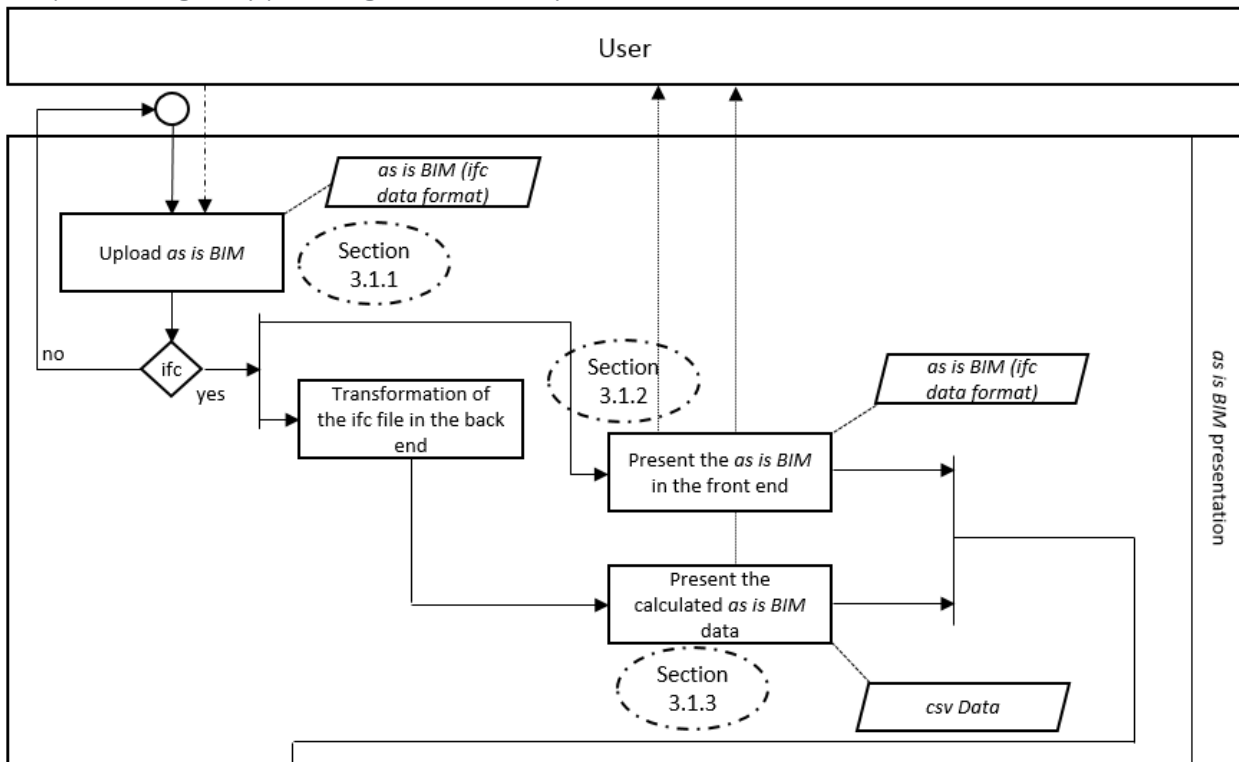 User
as is BIM (ifc
data format)
Upload as is BIM
Section
3.1.1
no
ifc
yes
Section
3.1.2
as is BIM (ifc
data format)
Transformation of
the ifc file in the back
end
Present the as is BIM
in the front end
as is BIM presentation
Present the
calculated as is BIM
data
Section
3.1.3
csv Data